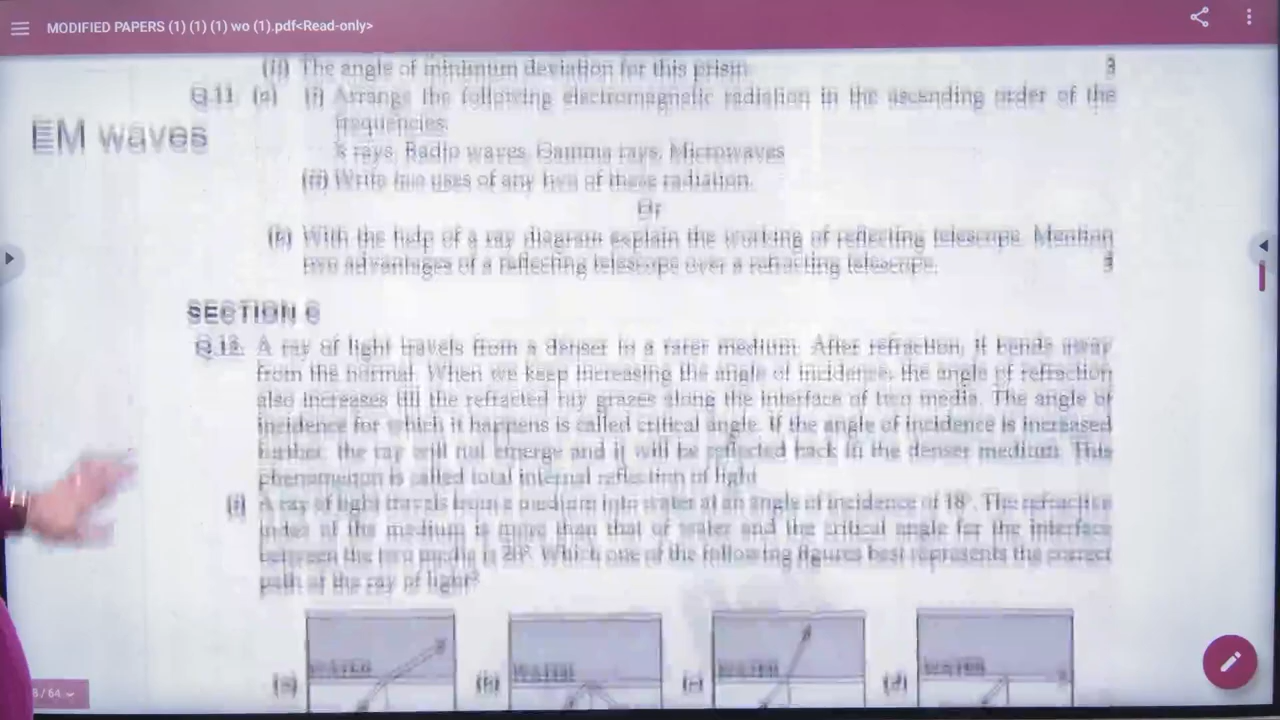 MODIFIED PAPERS (1) (1) (1) wo (1).pdf<Read-only>
(ii) The angle of minimum deviation for this prism. 3
Q.11. (a) (i) Arrange the following electromagnetic radiation in the ascending order of the
frequencies.
X rays, Radio waves, Gamma rays, Microwaves
EM waves
(ii) Write two uses of any two of these radiation.
Or
(b) With the help of a ray diagram explain the working of reflecting telescope. Mention
two advantages of a reflecting telescope over a refracting telescope. 3
SECTION C
Q.12. A ray of light travels from a denser to a rarer medium. After refraction, it bends away
from the normal. When we keep increasing the angle of incidence, the angle of refraction
also increases till the refracted ray grazes along the interface of two media. The angle of
incidence for which it happens is called critical angle. If the angle of incidence is increased
further, the ray will not emerge and it will be reflected back in the denser medium. This
phenomenon is called total internal reflection of light
(i) A ray of light travels from a medium into water at an angle of incidence of 18°. The refractive
index of the medium is more than that of water and the critical angle for the interface
between the two media is 20°. Which one of the following figures best represents the correct
path of the ray of light?
WATER WATER WATER WATER
(a) (b) (c) (d)
8 / 64